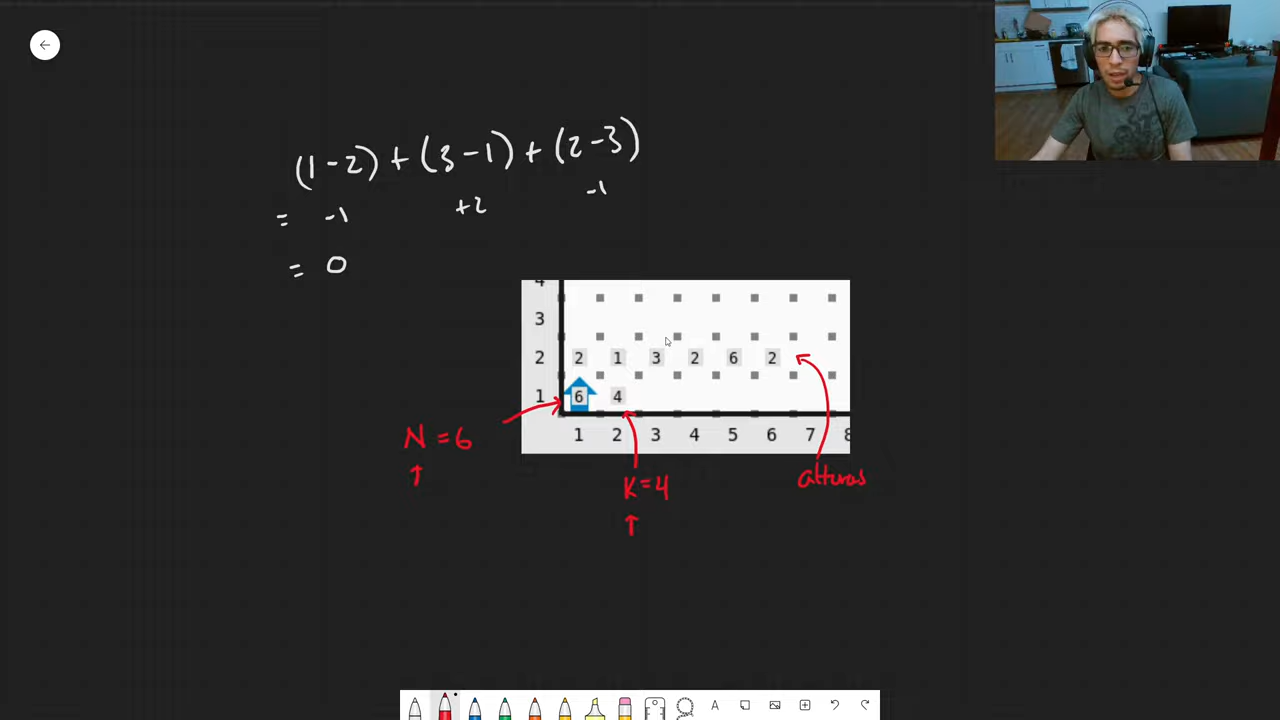 (1-2) + (3-1) + (2-3)
= -1 +2 -1
= 0
4
3
2 2 1 3 2 6 2
1 6 4
1 2 3 4 5 6 7 8
N = 6
K = 4
alturas
A